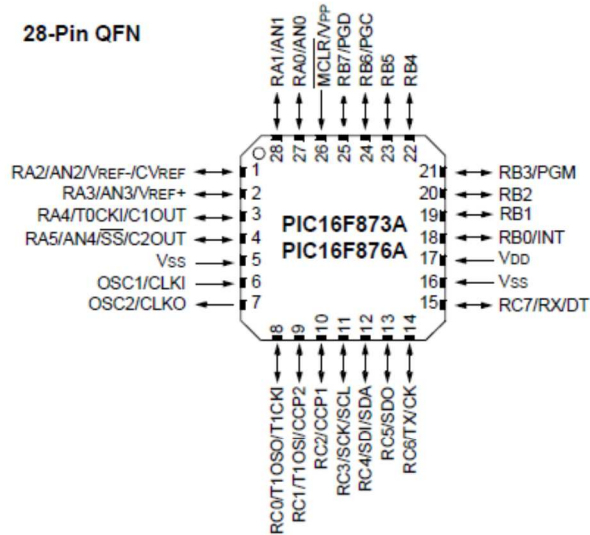 28-Pin QFN
RA1/AN1
RA0/AN0
MCLR/VPP
RB7/PGD
RB6/PGC
RB5
RB4
28
27
26
25
24
23
22
RA2/AN2/VREF-/CVREF
1
RA3/AN3/VREF+
2
RA4/T0CKI/C1OUT
3
RA5/AN4/SS/C2OUT
4
VSS
5
OSC1/CLKI
6
OSC2/CLKO
7
PIC16F873A
PIC16F876A
21
RB3/PGM
20
RB2
19
RB1
18
RB0/INT
17
VDD
16
VSS
15
RC7/RX/DT
8
9
10
11
12
13
14
RC0/T1OSO/T1CKI
RC1/T1OSI/CCP2
RC2/CCP1
RC3/SCK/SCL
RC4/SDI/SDA
RC5/SDO
RC6/TX/CK